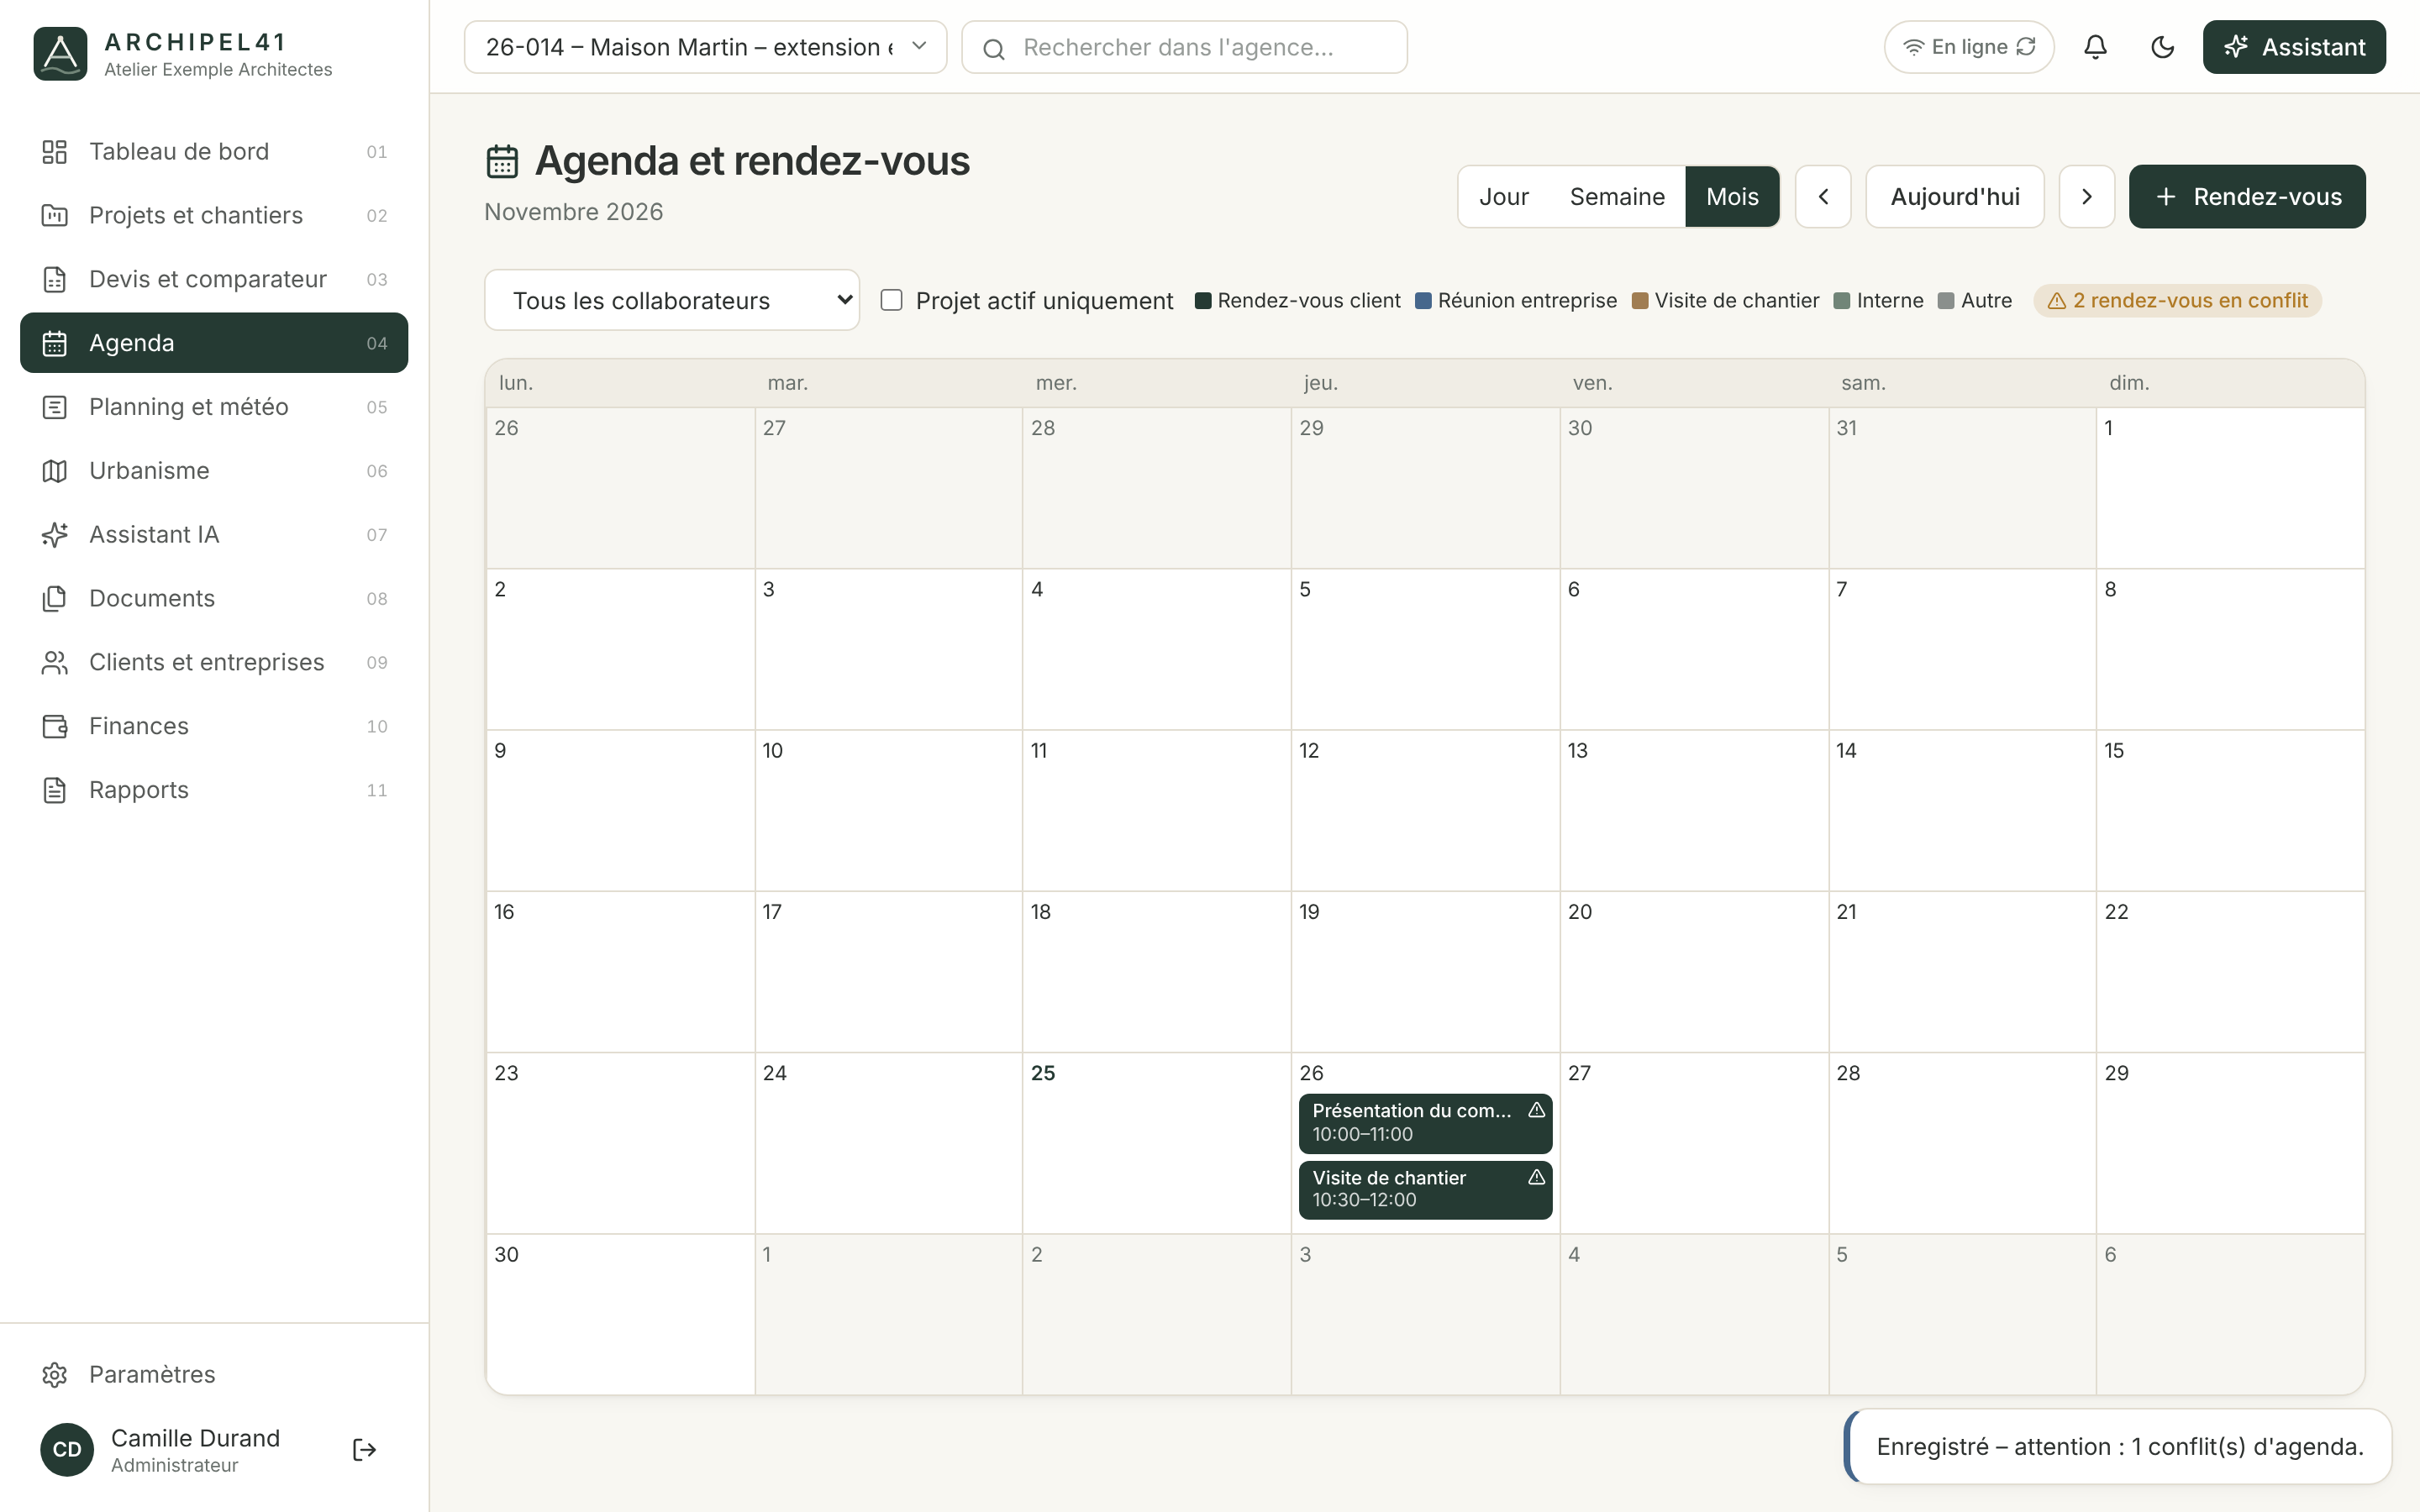 ARCHIPEL41
Atelier Exemple Architectes
Tableau de bord 01
Projets et chantiers 02
Devis et comparateur 03
Agenda 04
Planning et météo 05
Urbanisme 06
Assistant IA 07
Documents 08
Clients et entreprises 09
Finances 10
Rapports 11
Paramètres
CD
Camille Durand
Administrateur
26-014 – Maison Martin – extension
Rechercher dans l'agence...
En ligne
Assistant
Agenda et rendez-vous
Novembre 2026
Jour Semaine Mois
Aujourd'hui
Rendez-vous
Tous les collaborateurs
Projet actif uniquement
Rendez-vous client Réunion entreprise Visite de chantier Interne Autre
2 rendez-vous en conflit
lun. mar. mer. jeu. ven. sam. dim.
26 27 28 29 30 31 1
2 3 4 5 6 7 8
9 10 11 12 13 14 15
16 17 18 19 20 21 22
23 24 25 26 27 28 29
Présentation du com...
10:00–11:00
Visite de chantier
10:30–12:00
30 1 2 3 4 5 6
Enregistré – attention : 1 conflit(s) d'agenda.